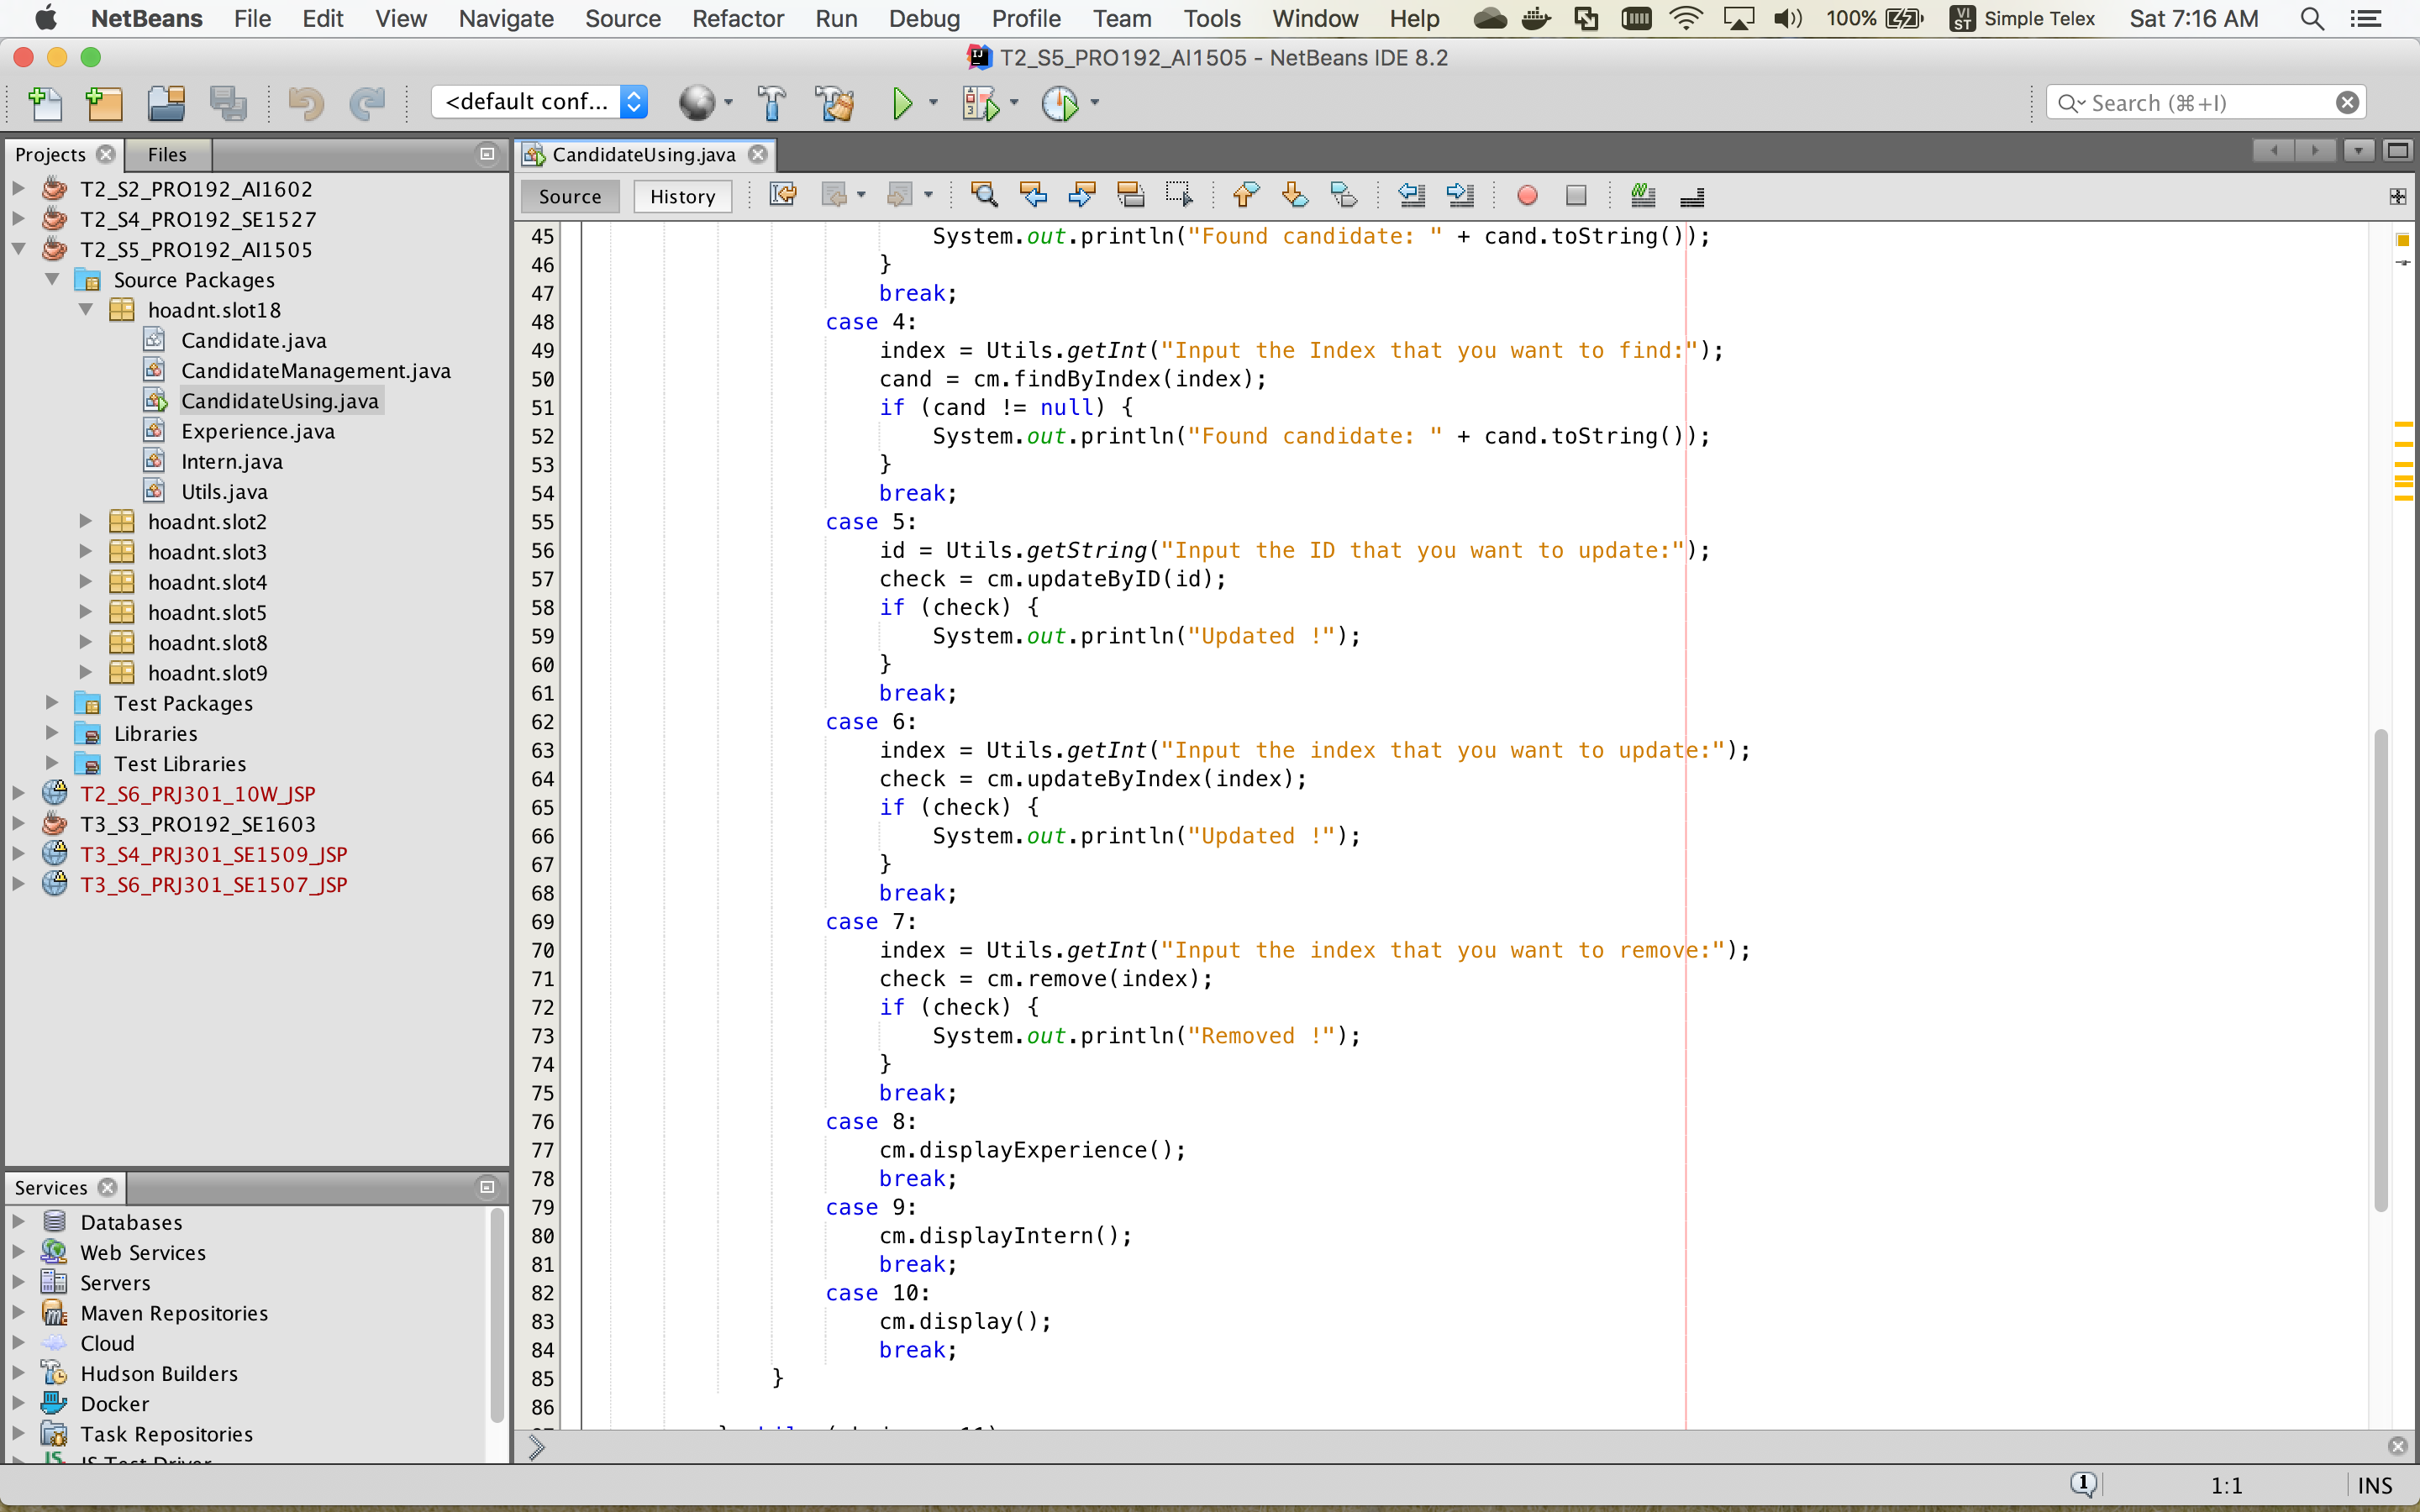 NetBeans File Edit View Navigate Source Refactor Run Debug Profile Team Tools Window Help 100% VI ST Simple Telex Sat 7:16 AM
T2_S5_PRO192_AI1505 - NetBeans IDE 8.2
<default conf... Search (⌘+I)
Projects Files
T2_S2_PRO192_AI1602
T2_S4_PRO192_SE1527
T2_S5_PRO192_AI1505
Source Packages
hoadnt.slot18
Candidate.java
CandidateManagement.java
CandidateUsing.java
Experience.java
Intern.java
Utils.java
hoadnt.slot2
hoadnt.slot3
hoadnt.slot4
hoadnt.slot5
hoadnt.slot8
hoadnt.slot9
Test Packages
Libraries
Test Libraries
T2_S6_PRJ301_10W_JSP
T3_S3_PRO192_SE1603
T3_S4_PRJ301_SE1509_JSP
T3_S6_PRJ301_SE1507_JSP
Services
Databases
Web Services
Servers
Maven Repositories
Cloud
Hudson Builders
Docker
Task Repositories
JS Test Driver
CandidateUsing.java
Source History
45 System.out.println("Found candidate: " + cand.toString());
46 }
47 break;
48 case 4:
49 index = Utils.getInt("Input the Index that you want to find:");
50 cand = cm.findByIndex(index);
51 if (cand != null) {
52 System.out.println("Found candidate: " + cand.toString());
53 }
54 break;
55 case 5:
56 id = Utils.getString("Input the ID that you want to update:");
57 check = cm.updateByID(id);
58 if (check) {
59 System.out.println("Updated !");
60 }
61 break;
62 case 6:
63 index = Utils.getInt("Input the index that you want to update:");
64 check = cm.updateByIndex(index);
65 if (check) {
66 System.out.println("Updated !");
67 }
68 break;
69 case 7:
70 index = Utils.getInt("Input the index that you want to remove:");
71 check = cm.remove(index);
72 if (check) {
73 System.out.println("Removed !");
74 }
75 break;
76 case 8:
77 cm.displayExperience();
78 break;
79 case 9:
80 cm.displayIntern();
81 break;
82 case 10:
83 cm.display();
84 break;
85 }
86
1 1:1 INS